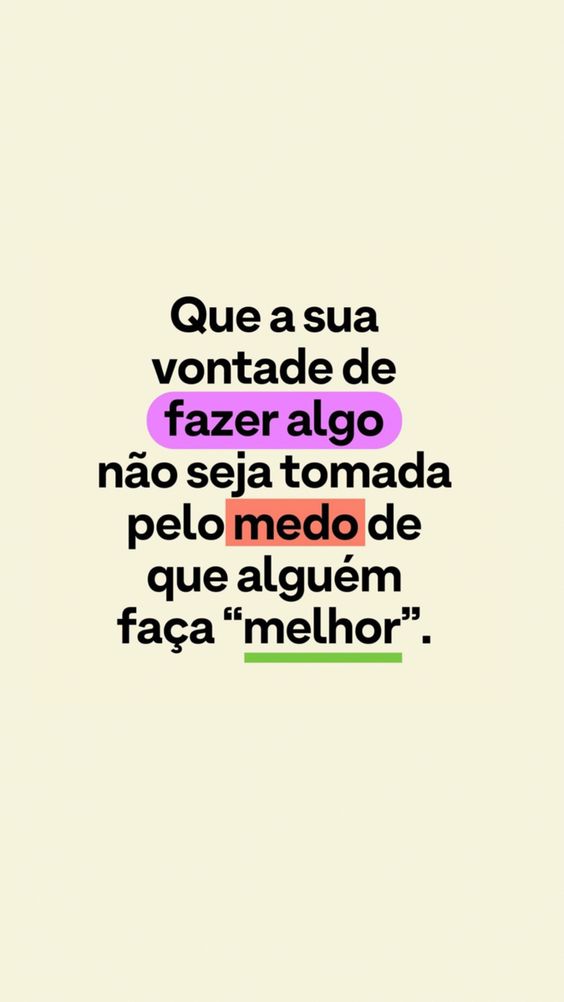 Que a sua
vontade de
fazer algo
não seja tomada
pelo medo de
que alguém
faça “melhor”.